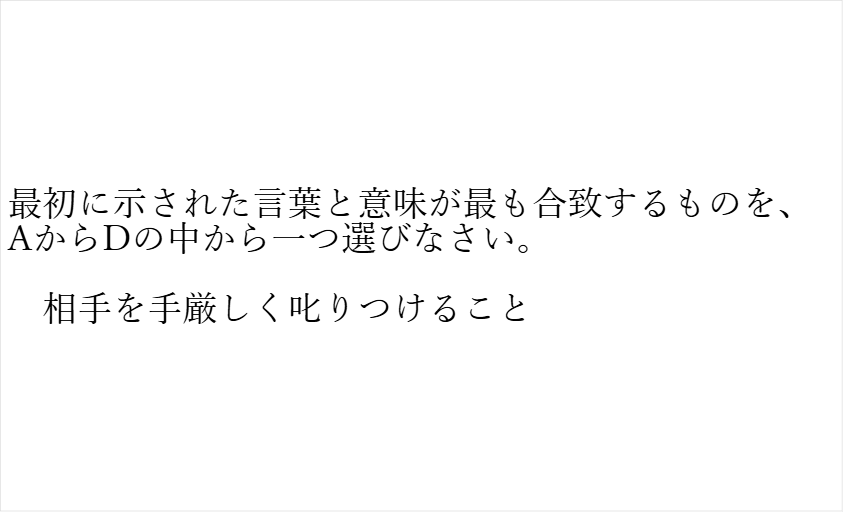 最初に示された言葉と意味が最も合致するものを、
AからDの中から一つ選びなさい。
相手を手厳しく叱りつけること